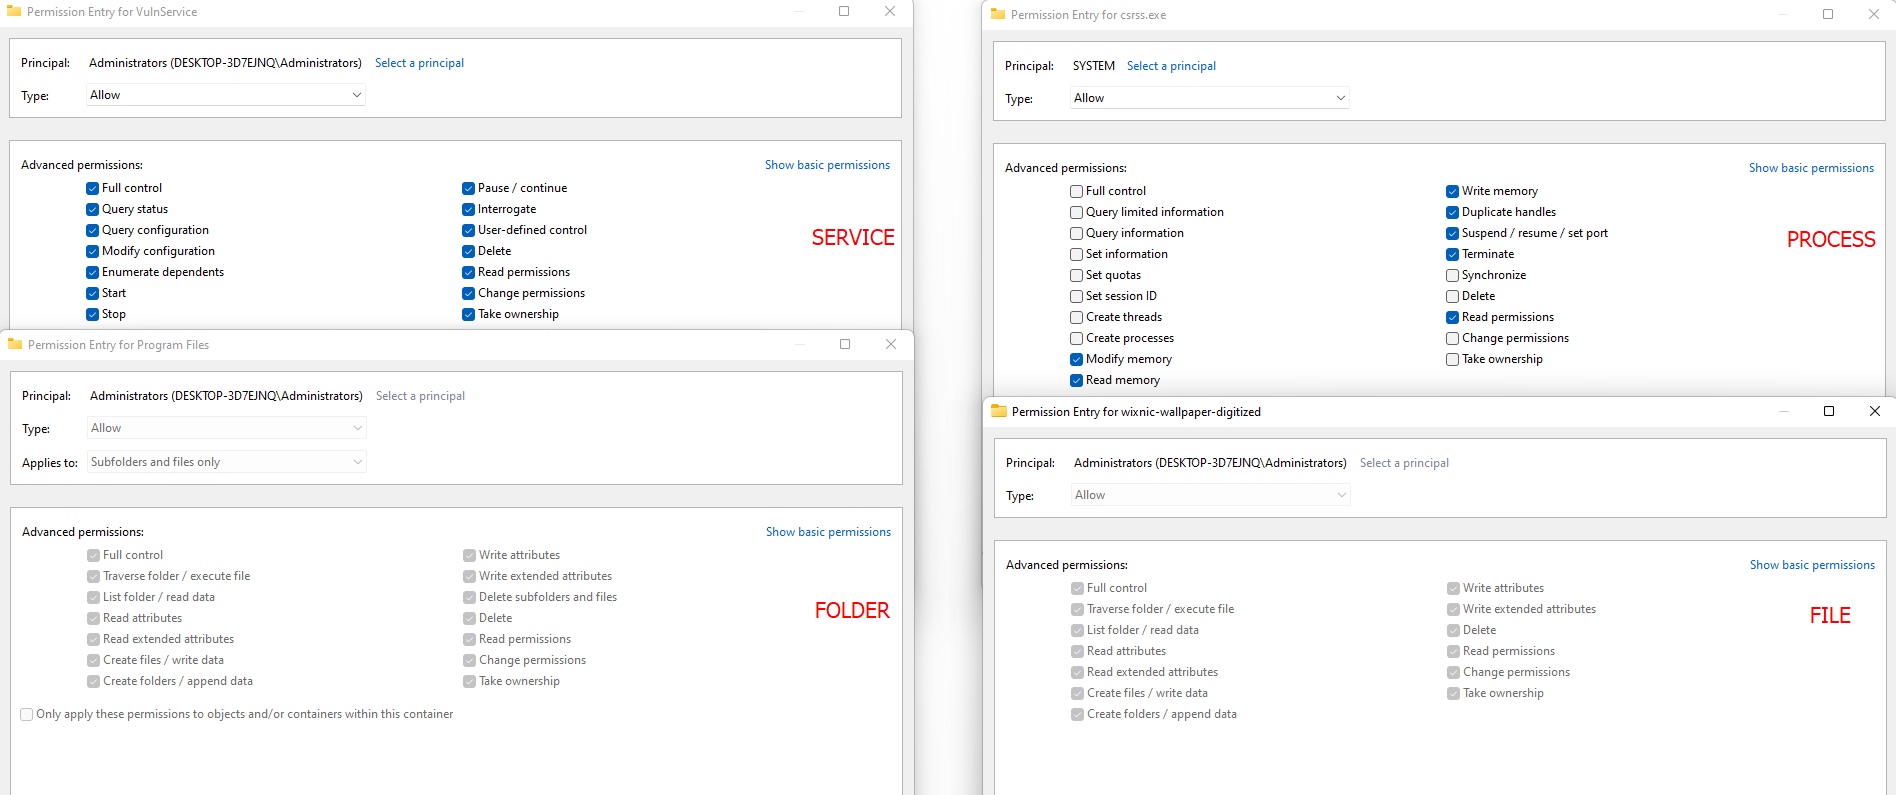 Permission Entry for VulnService
Principal: Administrators (DESKTOP-3D7EJNQ\Administrators) Select a principal
Type: Allow
Advanced permissions: Show basic permissions
Full control Pause / continue
Query status Interrogate
Query configuration User-defined control
Modify configuration Delete
Enumerate dependents Read permissions
Start Change permissions
Stop Take ownership
SERVICE
Permission Entry for csrss.exe
Principal: SYSTEM Select a principal
Type: Allow
Advanced permissions: Show basic permissions
Full control Write memory
Query limited information Duplicate handles
Query information Suspend / resume / set port
Set information Terminate
Set quotas Synchronize
Set session ID Delete
Create threads Read permissions
Create processes Change permissions
Modify memory Take ownership
Read memory
PROCESS
Permission Entry for Program Files
Principal: Administrators (DESKTOP-3D7EJNQ\Administrators) Select a principal
Type: Allow
Applies to: Subfolders and files only
Advanced permissions: Show basic permissions
Full control Write attributes
Traverse folder / execute file Write extended attributes
List folder / read data Delete subfolders and files
Read attributes Delete
Read extended attributes Read permissions
Create files / write data Change permissions
Create folders / append data Take ownership
Only apply these permissions to objects and/or containers within this container
FOLDER
Permission Entry for wixnic-wallpaper-digitized
Principal: Administrators (DESKTOP-3D7EJNQ\Administrators) Select a principal
Type: Allow
Advanced permissions: Show basic permissions
Full control Write attributes
Traverse folder / execute file Write extended attributes
List folder / read data Delete
Read attributes Read permissions
Read extended attributes Change permissions
Create files / write data Take ownership
Create folders / append data
FILE